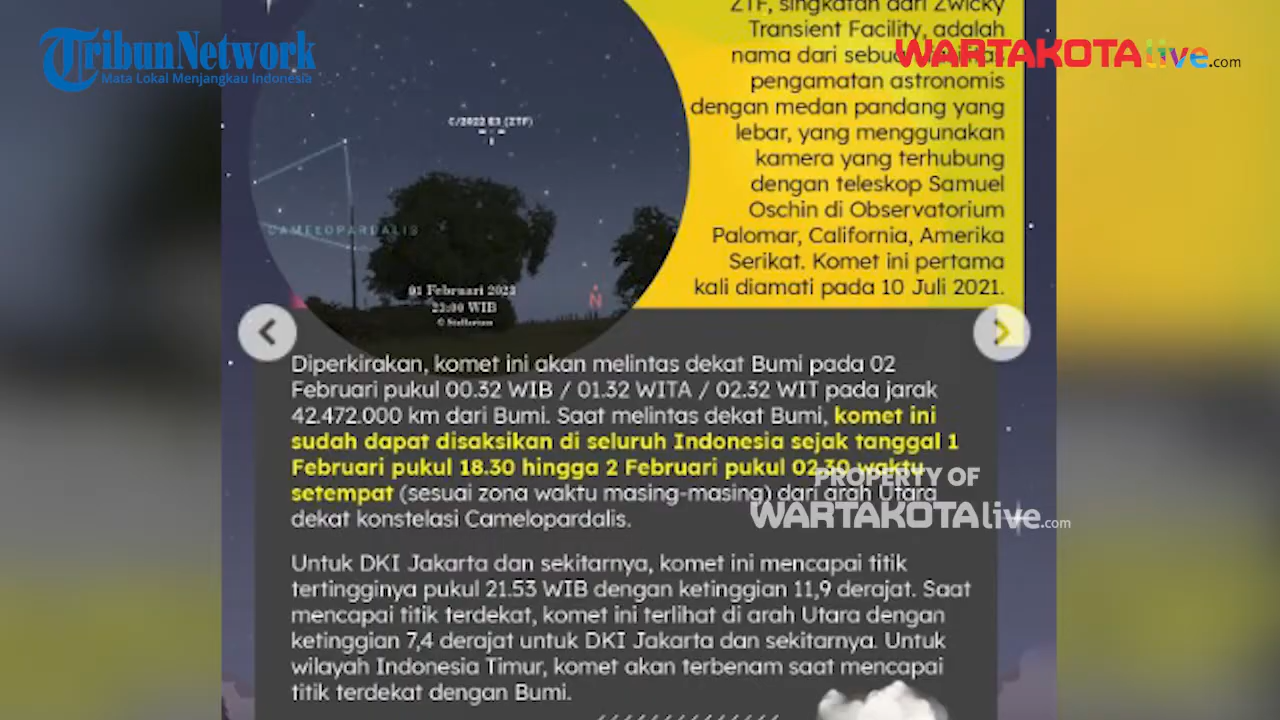 TribunNetwork
Mata Lokal Menjangkau Indonesia
WARTAKOTAlive.com
ZTF, singkatan dari Zwicky
Transient Facility, adalah
nama dari sebuah
pengamatan astronomis
dengan medan pandang yang
lebar, yang menggunakan
kamera yang terhubung
dengan teleskop Samuel
Oschin di Observatorium
Palomar, California, Amerika
Serikat. Komet ini pertama
kali diamati pada 10 Juli 2021.
C/2022 E3 (ZTF)
CAMELOPARDALIS
01 Februari 2023
23:00 WIB
© Stellarium
N
Diperkirakan, komet ini akan melintas dekat Bumi pada 02
Februari pukul 00.32 WIB / 01.32 WITA / 02.32 WIT pada jarak
42.472.000 km dari Bumi. Saat melintas dekat Bumi, komet ini
sudah dapat disaksikan di seluruh Indonesia sejak tanggal 1
Februari pukul 18.30 hingga 2 Februari pukul 02.30 waktu
setempat (sesuai zona waktu masing-masing) dari arah Utara
dekat konstelasi Camelopardalis.
PROPERTY OF
WARTAKOTAlive.com
Untuk DKI Jakarta dan sekitarnya, komet ini mencapai titik
tertingginya pukul 21.53 WIB dengan ketinggian 11,9 derajat. Saat
mencapai titik terdekat, komet ini terlihat di arah Utara dengan
ketinggian 7,4 derajat untuk DKI Jakarta dan sekitarnya. Untuk
wilayah Indonesia Timur, komet akan terbenam saat mencapai
titik terdekat dengan Bumi.